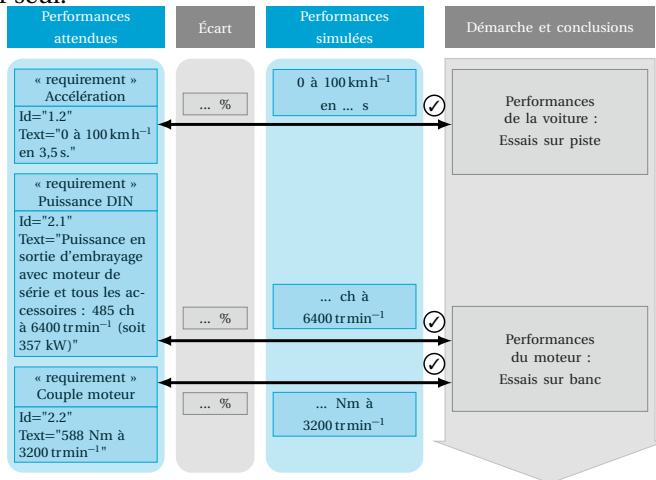 Performances
attendues
Écart
Performances
simulées
Démarche et conclusions
« requirement »
Accélération
Id="1.2"
Text="0 à 100 km h⁻¹
en 3,5 s."
... %
0 à 100 km h⁻¹
en ... s
Performances
de la voiture :
Essais sur piste
« requirement »
Puissance DIN
Id="2.1"
Text="Puissance en
sortie d'embrayage
avec moteur de
série et tous les ac-
cessoires : 485 ch
à 6400 tr min⁻¹ (soit
357 kW)"
... %
... ch à
6400 tr min⁻¹
Performances
du moteur :
Essais sur banc
« requirement »
Couple moteur
Id="2.2"
Text="588 Nm à
3200 tr min⁻¹"
... %
... Nm à
3200 tr min⁻¹